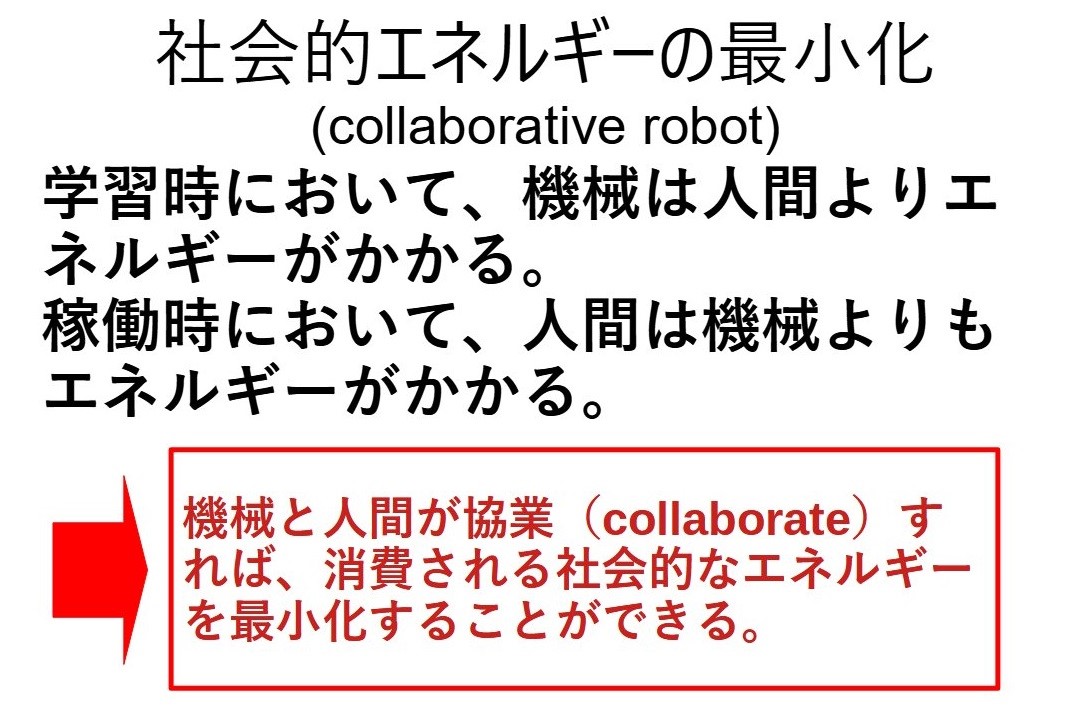 社会的エネルギーの最小化
(collaborative robot)
学習時において、機械は人間よりエ
ネルギーがかかる。
稼働時において、人間は機械よりも
エネルギーがかかる。
機械と人間が協業（collaborate）す
れば、消費される社会的なエネルギー
を最小化することができる。